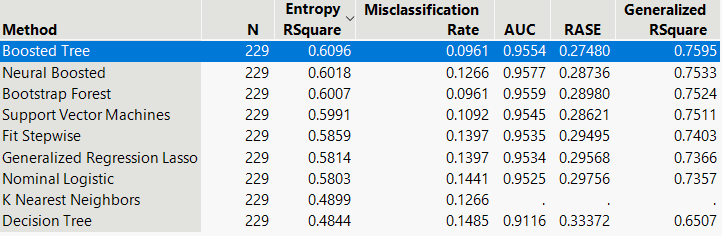 Entropy Misclassification Generalized
Method N RSquare Rate AUC RASE RSquare
Boosted Tree 229 0.6096 0.0961 0.9554 0.27480 0.7595
Neural Boosted 229 0.6018 0.1266 0.9577 0.28736 0.7533
Bootstrap Forest 229 0.6007 0.0961 0.9559 0.28980 0.7524
Support Vector Machines 229 0.5991 0.1092 0.9545 0.28621 0.7511
Fit Stepwise 229 0.5859 0.1397 0.9535 0.29495 0.7403
Generalized Regression Lasso 229 0.5814 0.1397 0.9534 0.29568 0.7366
Nominal Logistic 229 0.5803 0.1441 0.9525 0.29756 0.7357
K Nearest Neighbors 229 0.4899 0.1266 . . .
Decision Tree 229 0.4844 0.1485 0.9116 0.33372 0.6507